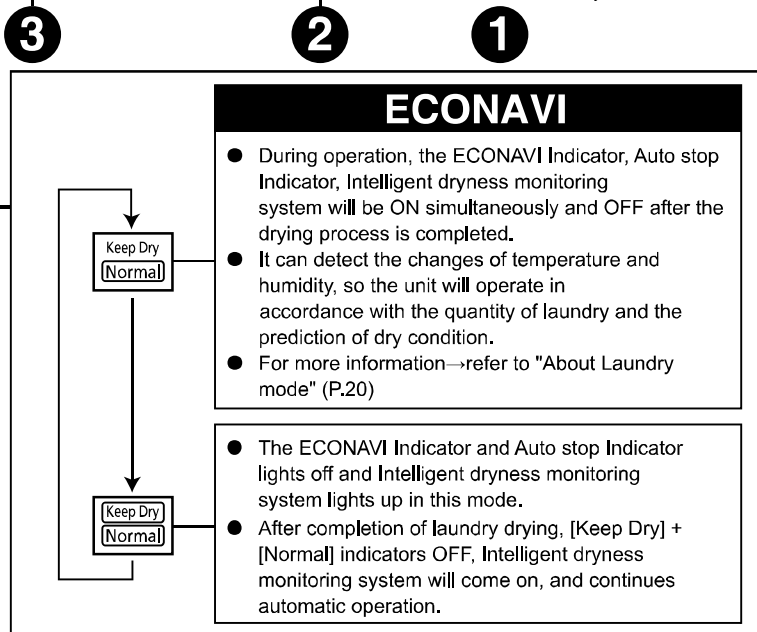 3 2 1
ECONAVI
● During operation, the ECONAVI Indicator, Auto stop
Indicator, Intelligent dryness monitoring
system will be ON simultaneously and OFF after the
drying process is completed.
● It can detect the changes of temperature and
humidity, so the unit will operate in
accordance with the quantity of laundry and the
prediction of dry condition.
● For more information→refer to "About Laundry
mode" (P.20)
Keep Dry
Normal
● The ECONAVI Indicator and Auto stop Indicator
lights off and Intelligent dryness monitoring
system lights up in this mode.
● After completion of laundry drying, [Keep Dry] +
[Normal] indicators OFF, Intelligent dryness
monitoring system will come on, and continues
automatic operation.
Keep Dry
Normal